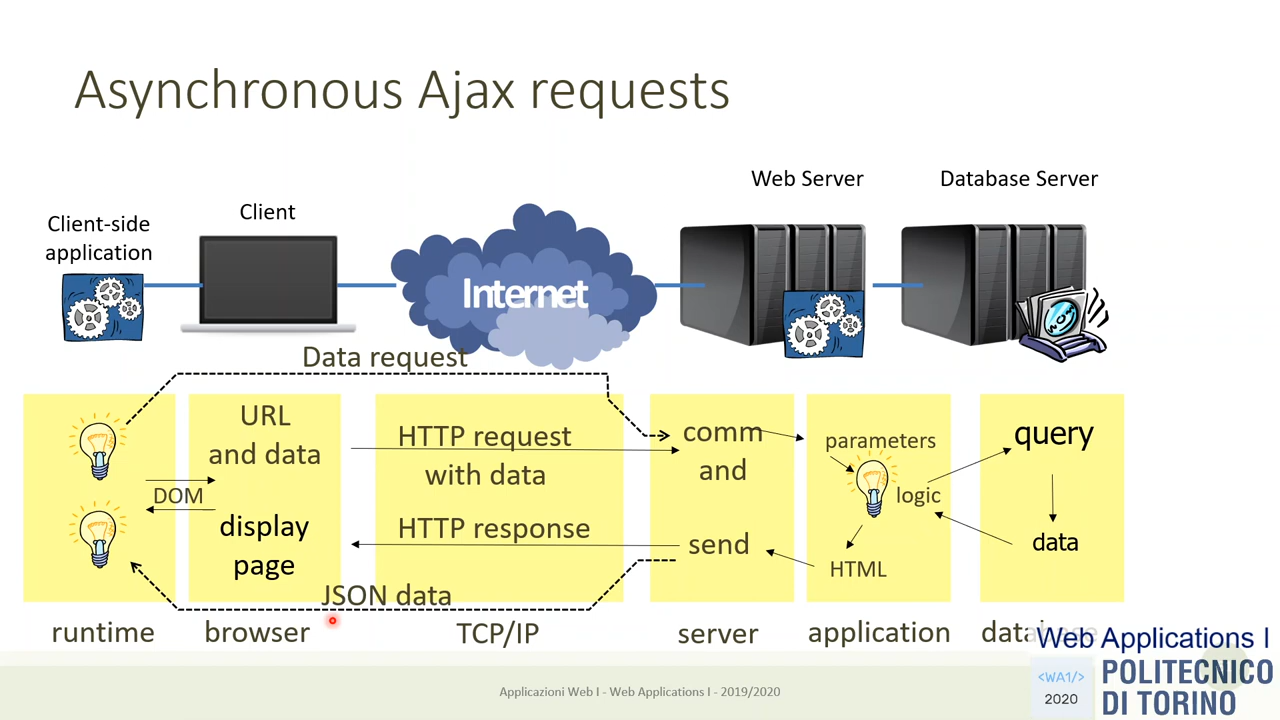 Asynchronous Ajax requests
Web Server
Database Server
Client
Client-side
application
Internet
Data request
URL
and data
HTTP request
with data
comm
and
parameters
query
DOM
logic
display
page
HTTP response
send
data
HTML
JSON data
runtime
browser
TCP/IP
server
application
Web Applications I
<WA1/>
2020
POLITECNICO
DI TORINO
Applicazioni Web I - Web Applications I - 2019/2020